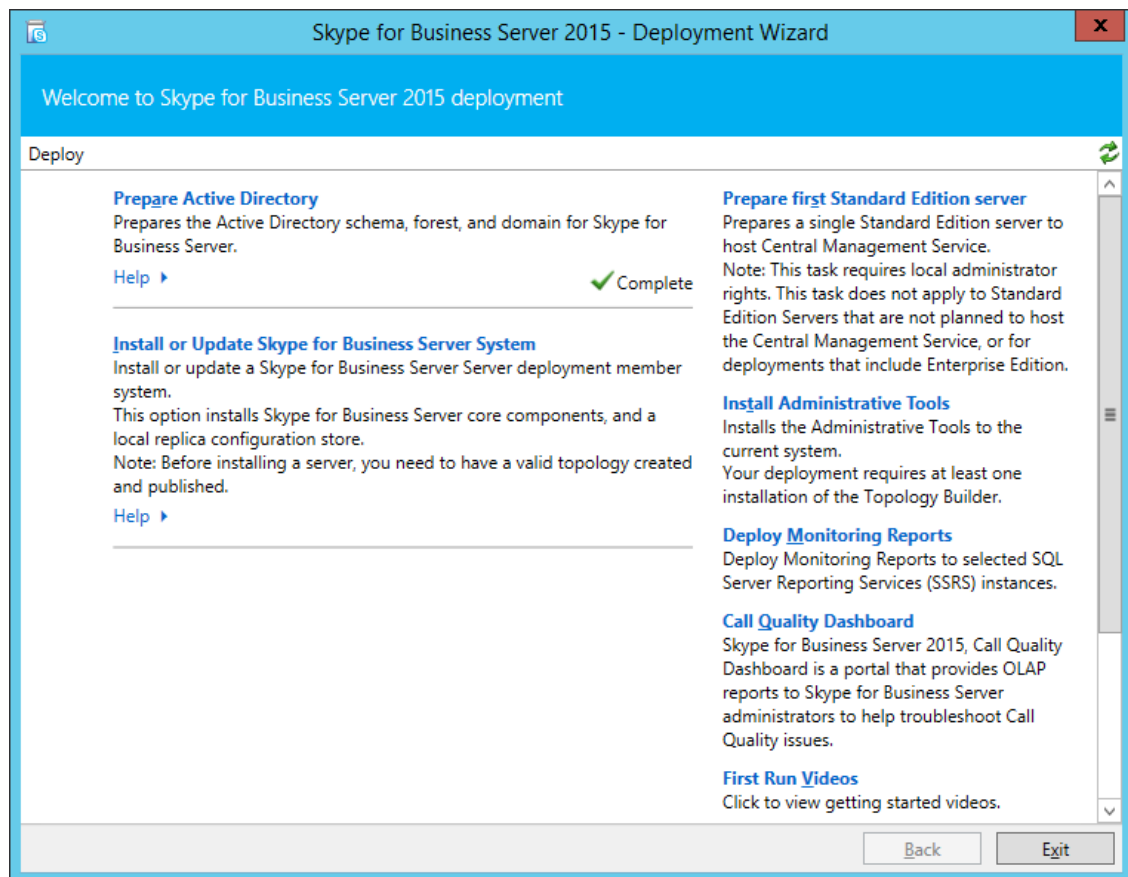 Skype for Business Server 2015 - Deployment Wizard
x
Welcome to Skype for Business Server 2015 deployment
Deploy
Prepare Active Directory
Prepares the Active Directory schema, forest, and domain for Skype for
Business Server.
Help
Complete
Install or Update Skype for Business Server System
Install or update a Skype for Business Server Server deployment member
system.
This option installs Skype for Business Server core components, and a
local replica configuration store.
Note: Before installing a server, you need to have a valid topology created
and published.
Help
Prepare first Standard Edition server
Prepares a single Standard Edition server to
host Central Management Service.
Note: This task requires local administrator
rights. This task does not apply to Standard
Edition Servers that are not planned to host
the Central Management Service, or for
deployments that include Enterprise Edition.
Install Administrative Tools
Installs the Administrative Tools to the
current system.
Your deployment requires at least one
installation of the Topology Builder.
Deploy Monitoring Reports
Deploy Monitoring Reports to selected SQL
Server Reporting Services (SSRS) instances.
Call Quality Dashboard
Skype for Business Server 2015, Call Quality
Dashboard is a portal that provides OLAP
reports to Skype for Business Server
administrators to help troubleshoot Call
Quality issues.
First Run Videos
Click to view getting started videos.
Back
Exit